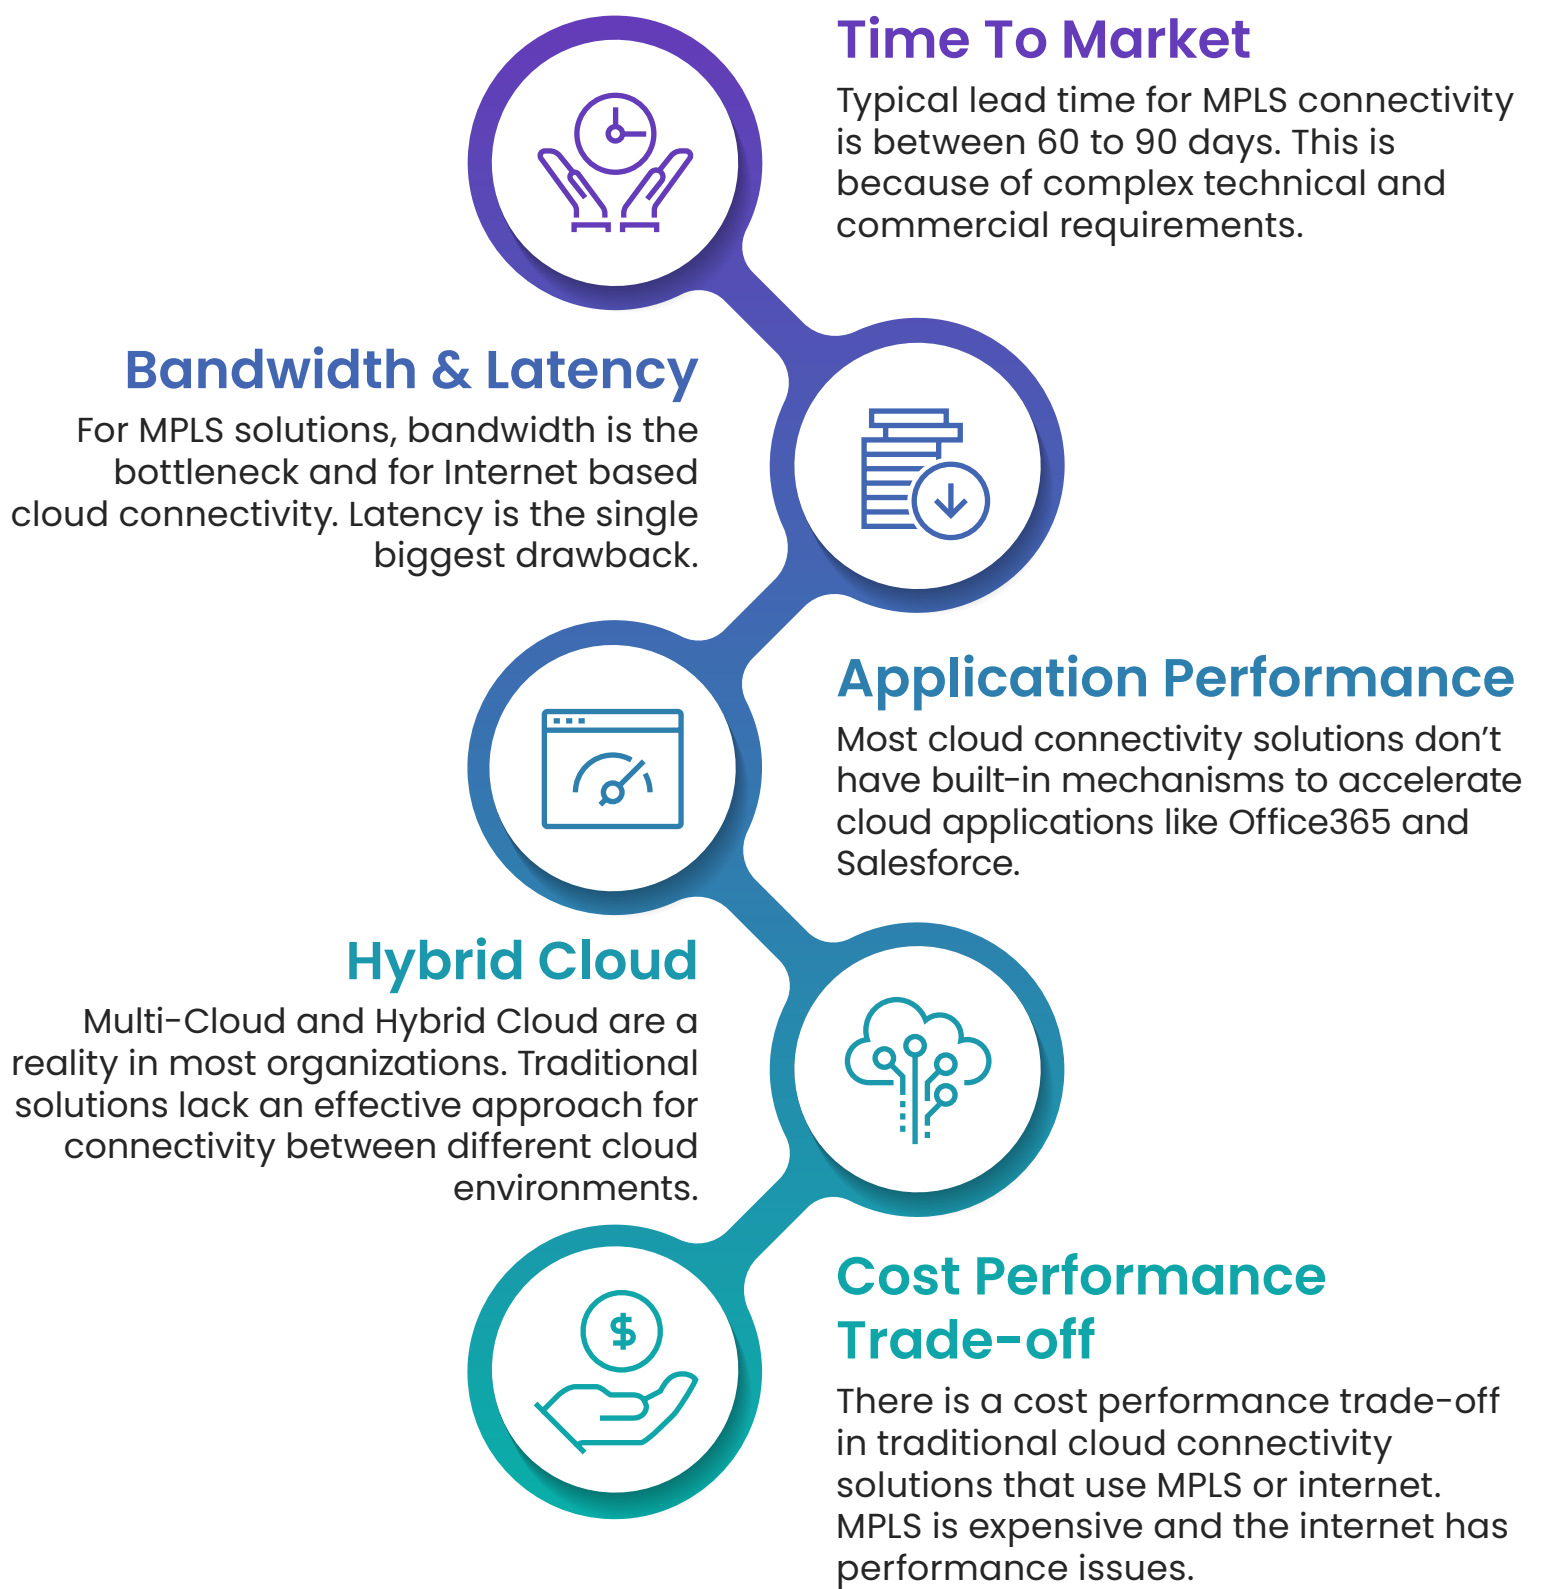 Time To Market
Typical lead time for MPLS connectivity
is between 60 to 90 days. This is
because of complex technical and
commercial requirements.
Bandwidth & Latency
For MPLS solutions, bandwidth is the
bottleneck and for Internet based
cloud connectivity. Latency is the single
biggest drawback.
Application Performance
Most cloud connectivity solutions don’t
have built-in mechanisms to accelerate
cloud applications like Office365 and
Salesforce.
Hybrid Cloud
Multi-Cloud and Hybrid Cloud are a
reality in most organizations. Traditional
solutions lack an effective approach for
connectivity between different cloud
environments.
$
Cost Performance
Trade-off
There is a cost performance trade-off
in traditional cloud connectivity
solutions that use MPLS or internet.
MPLS is expensive and the internet has
performance issues.